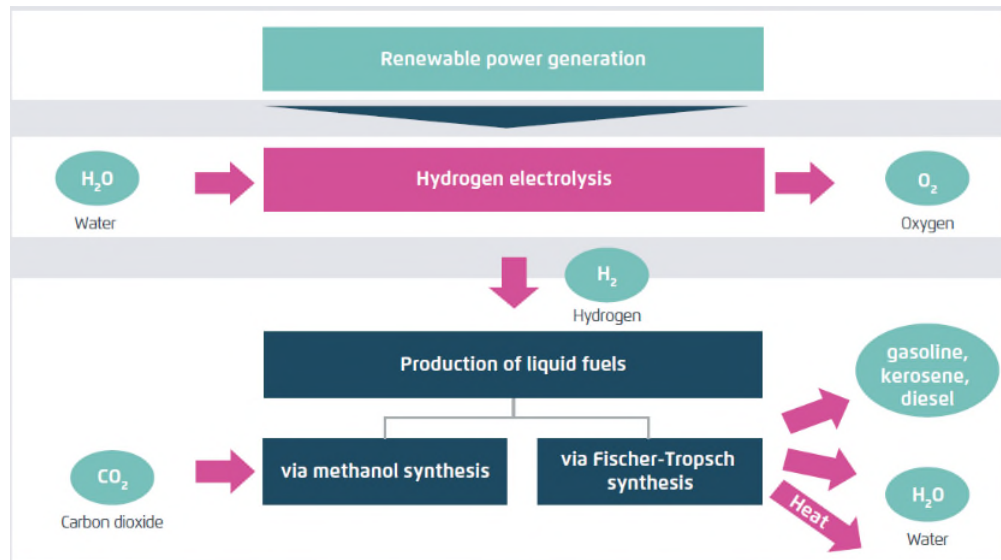 Renewable power generation
H₂O
Water
Hydrogen electrolysis
O₂
Oxygen
H₂
Hydrogen
Production of liquid fuels
gasoline,
kerosene,
diesel
CO₂
Carbon dioxide
via methanol synthesis
via Fischer-Tropsch
synthesis
Heat
H₂O
Water